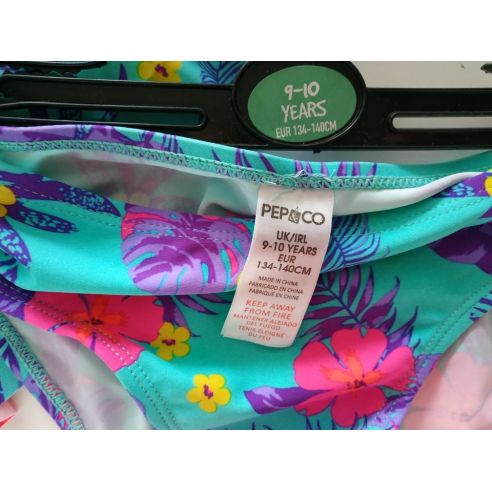 9-10
YEARS
EUR 134-140CM
PEP&CO
UK/IRL
9-10 YEARS
EUR
134-140CM
MADE IN CHINA
FABRICADO EN CHINA
FABRIQUÉ EN CHINE
KEEP AWAY
FROM FIRE
MANTENER ALEJADO
DEL FUEGO
TENIR ÉLOIGNÉ
DU FEU